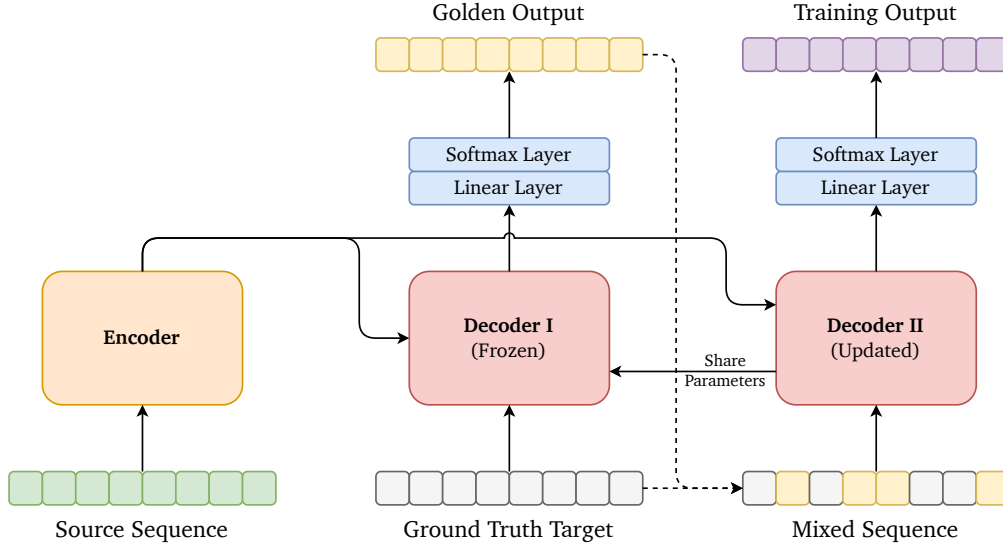 Golden Output
Training Output
Softmax Layer
Linear Layer
Softmax Layer
Linear Layer
Encoder
Decoder I
(Frozen)
Decoder II
(Updated)
Share
Parameters
Source Sequence
Ground Truth Target
Mixed Sequence